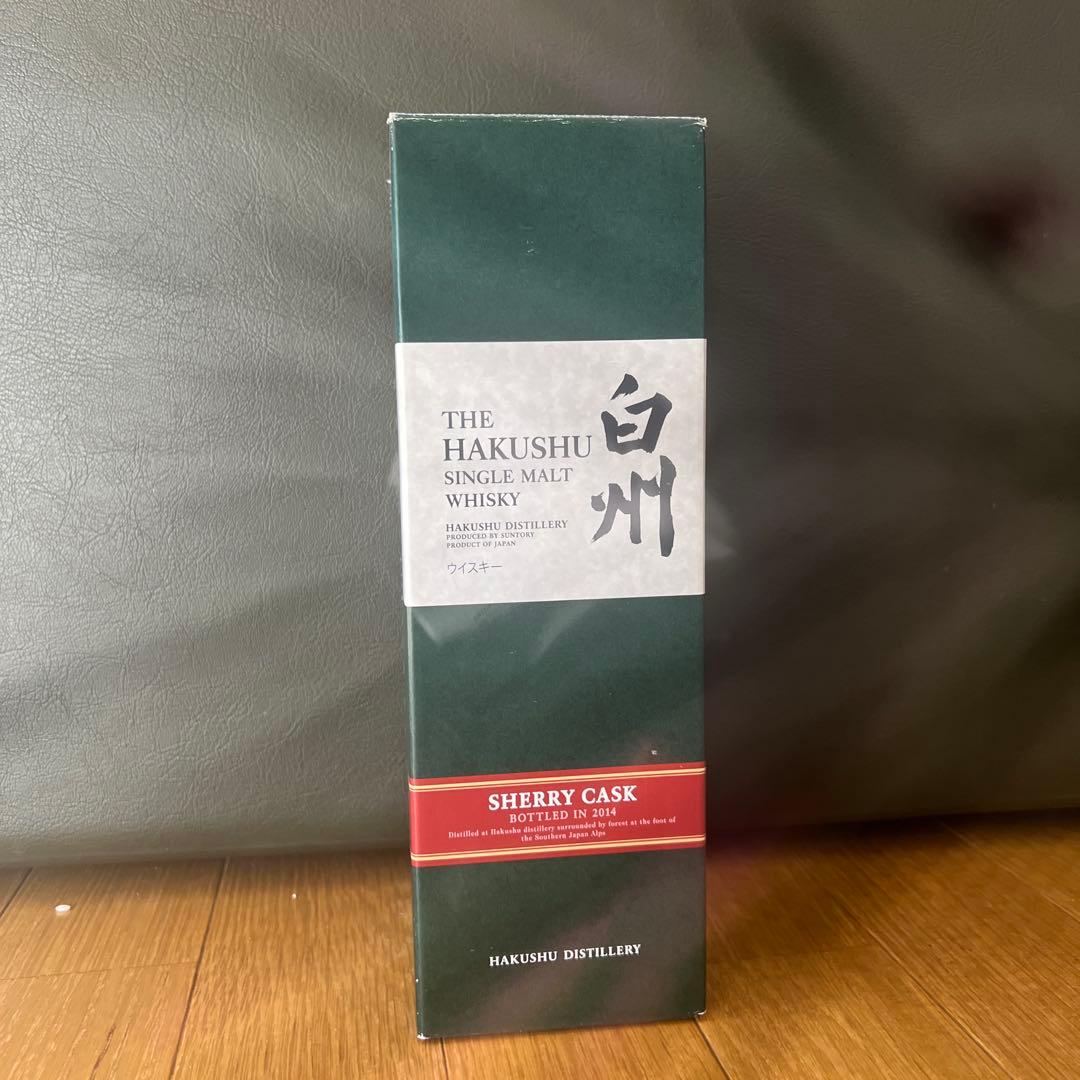 THE
HAKUSHU
SINGLE MALT
WHISKY
HAKUSHU DISTILLERY
PRODUCED BY SUNTORY
PRODUCT OF JAPAN
ウイスキー
白州
SHERRY CASK
BOTTLED IN 2014
Distilled at Hakushu distillery surrounded by forest at the foot of
the Southern Japan Alps
HAKUSHU DISTILLERY